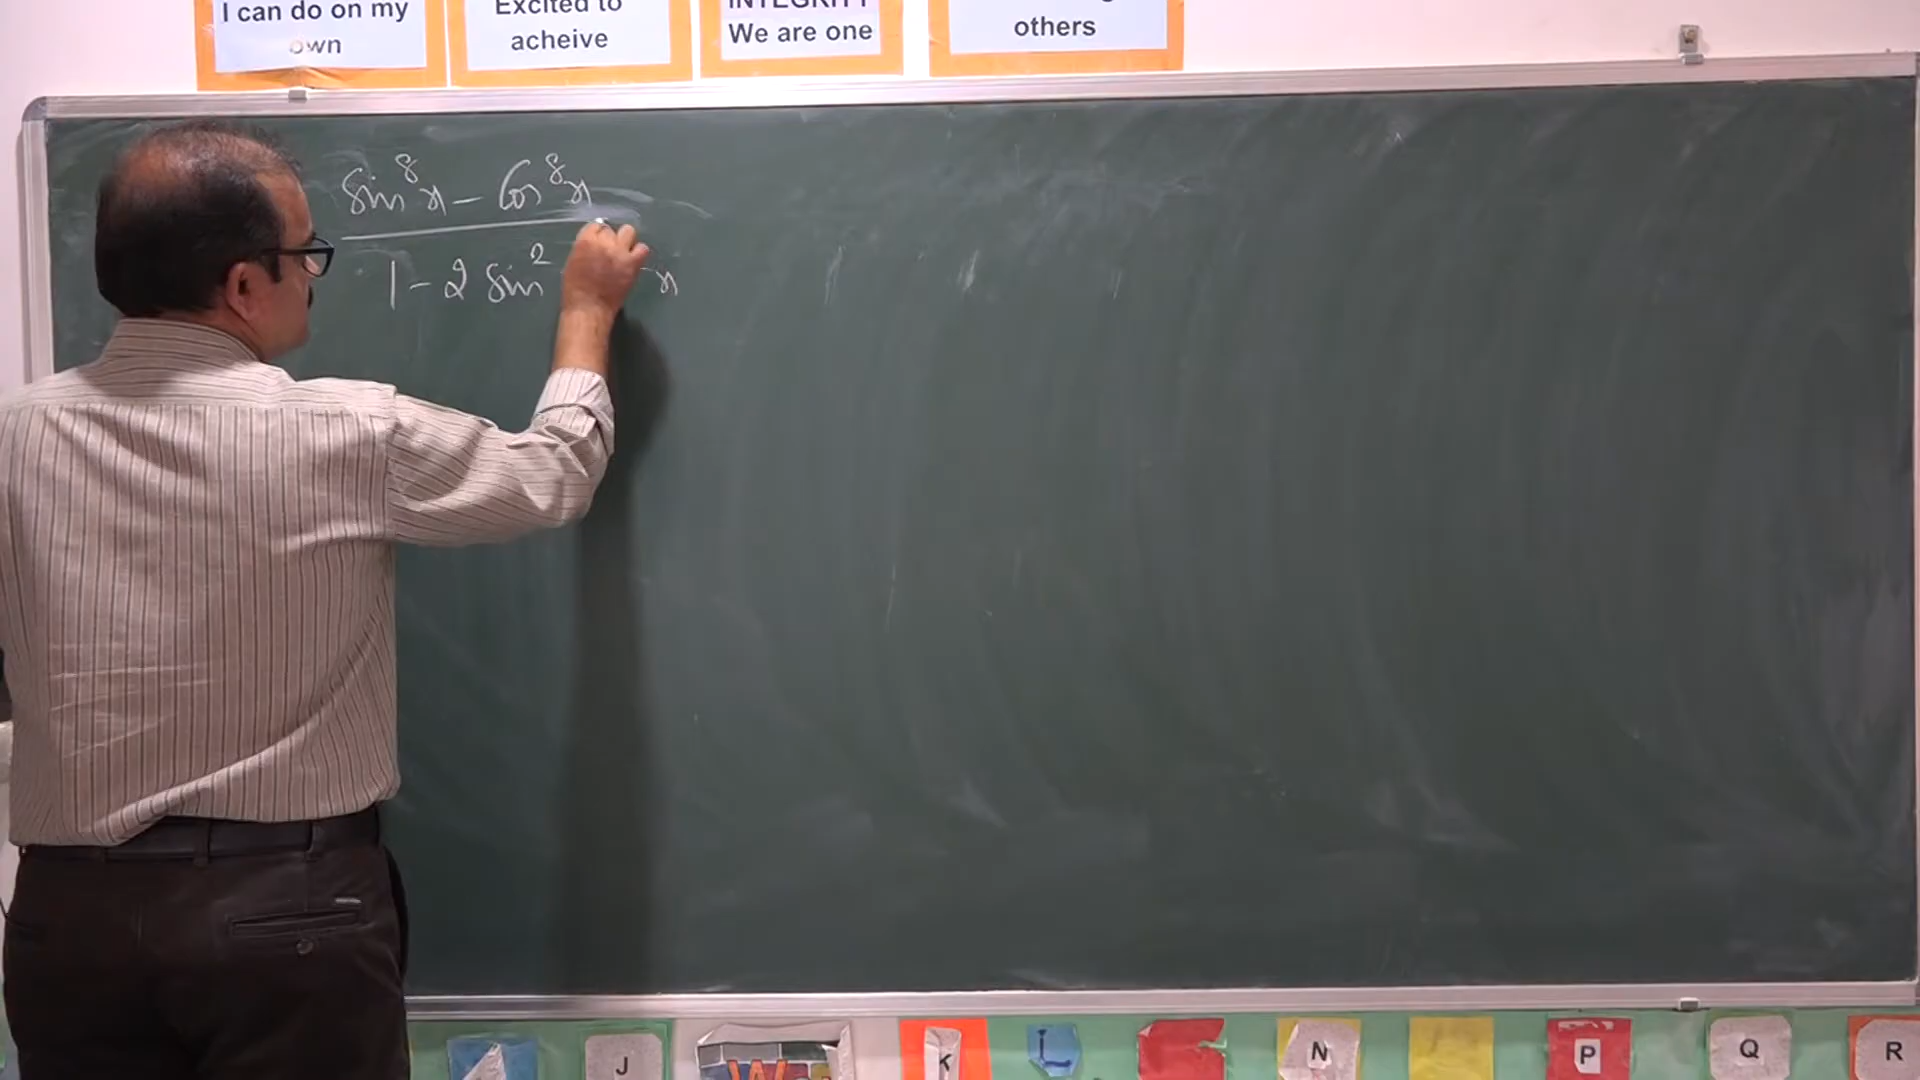 I can do on my
own
Excited to
acheive
INTEGRITY
We are one
others
sin⁸x - Cos⁸x
1 - 2 sin² x
J
K
L
N
P
Q
R